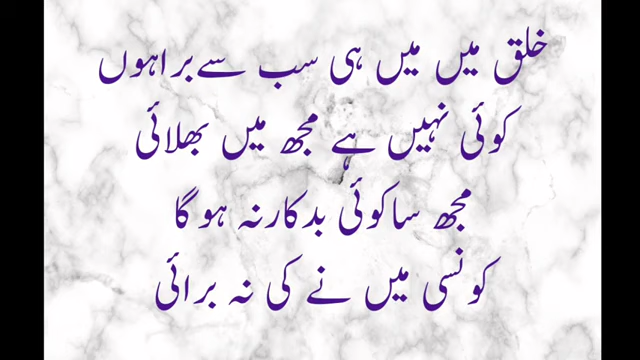 خلق میں میں ہی سب سے برا ہوں
کوئی نہیں ہے مجھ میں بھلائی
مجھ سا کوئی بدکار نہ ہو گا
کونسی میں نے کی نہ برائی